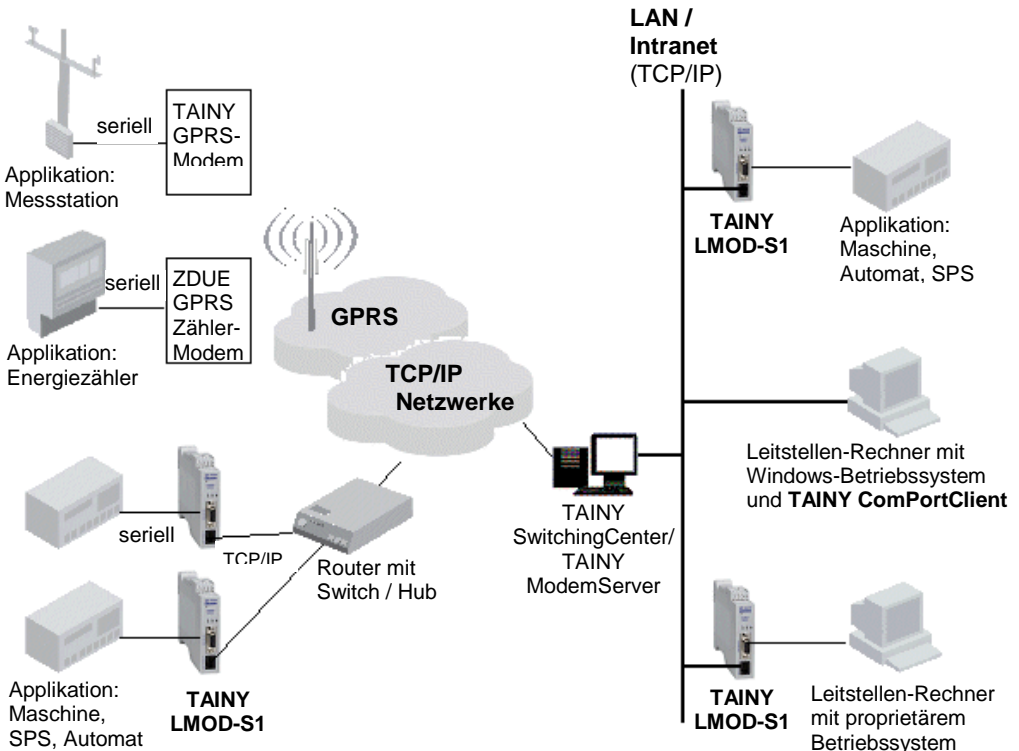 LAN /
Intranet
(TCP/IP)
seriell
TAINY
GPRS-
Modem
Applikation:
Messstation
TAINY
LMOD-S1
Applikation:
Maschine,
Automat, SPS
seriell
ZDUE
GPRS
Zähler-
Modem
Applikation:
Energiezähler
GPRS
TCP/IP
Netzwerke
Leitstellen-Rechner mit
Windows-Betriebssystem
und TAINY ComPortClient
TAINY
SwitchingCenter/
TAINY
ModemServer
seriell
TCP/IP
Router mit
Switch / Hub
Applikation:
Maschine,
SPS, Automat
TAINY
LMOD-S1
TAINY
LMOD-S1
Leitstellen-Rechner
mit proprietärem
Betriebssystem